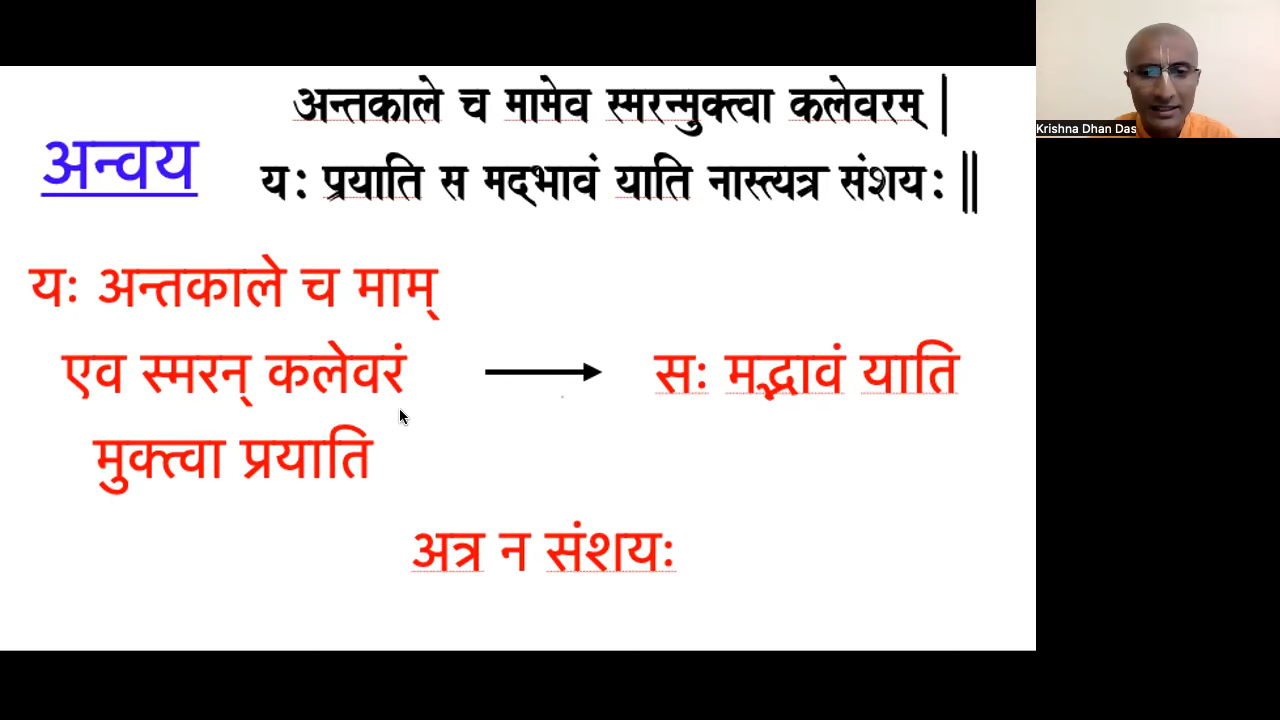 अन्तकाले च मामेव स्मरन्मुक्त्वा कलेवरम् |
यः प्रयाति स मद्भावं याति नास्त्यत्र संशयः ||
अन्वय
यः अन्तकाले च माम्
एव स्मरन् कलेवरं
मुक्त्वा प्रयाति
सः मद्भावं याति
अत्र न संशयः
Krishna Dhan Das